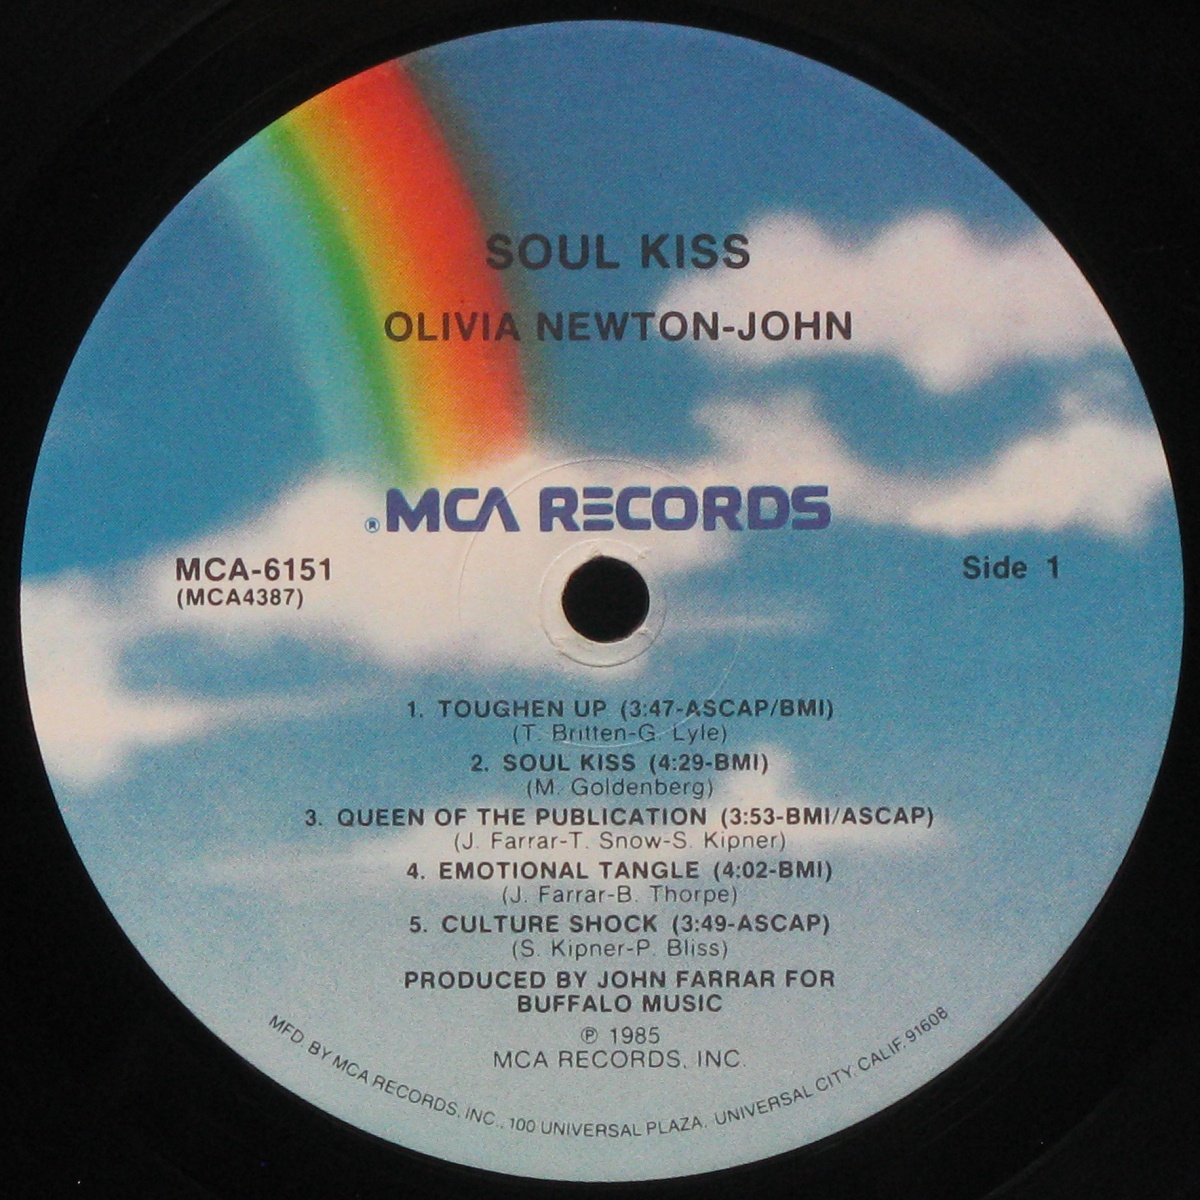 SOUL KISS
OLIVIA NEWTON-JOHN
® MCA RECORDS
MCA-6151
(MCA4387)
Side 1
1. TOUGHEN UP (3:47-ASCAP/BMI)
(T. Britten-G. Lyle)
2. SOUL KISS (4:29-BMI)
(M. Goldenberg)
3. QUEEN OF THE PUBLICATION (3:53-BMI/ASCAP)
(J. Farrar-T. Snow-S. Kipner)
4. EMOTIONAL TANGLE (4:02-BMI)
(J. Farrar-B. Thorpe)
5. CULTURE SHOCK (3:49-ASCAP)
(S. Kipner-P. Bliss)
PRODUCED BY JOHN FARRAR FOR
BUFFALO MUSIC
℗ 1985
MCA RECORDS, INC.
MFD. BY MCA RECORDS, INC., 100 UNIVERSAL PLAZA, UNIVERSAL CITY, CALIF. 91608